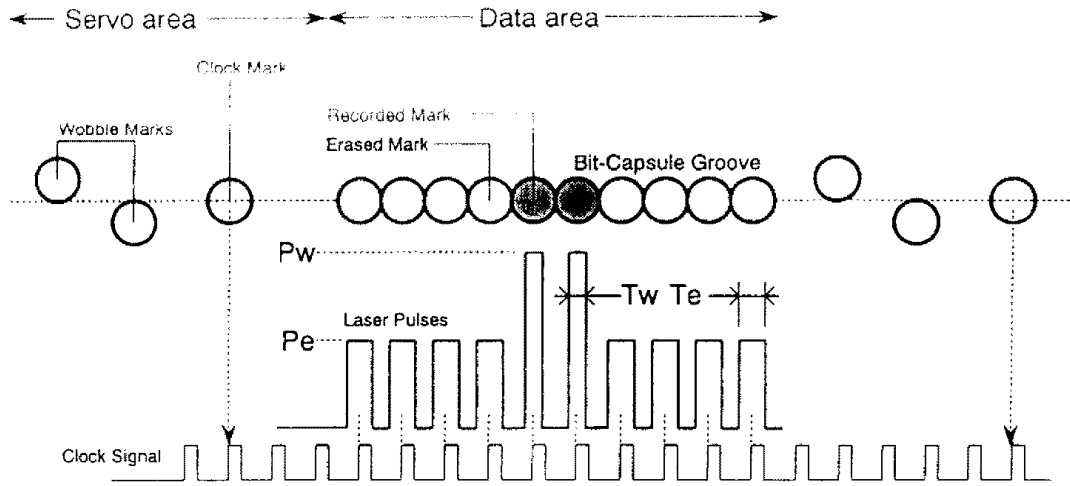 Servo area
Data area
Clock Mark
Recorded Mark
Wobble Marks
Erased Mark
Bit-Capsule Groove
Pw
Tw Te
Laser Pulses
Pe
Clock Signal